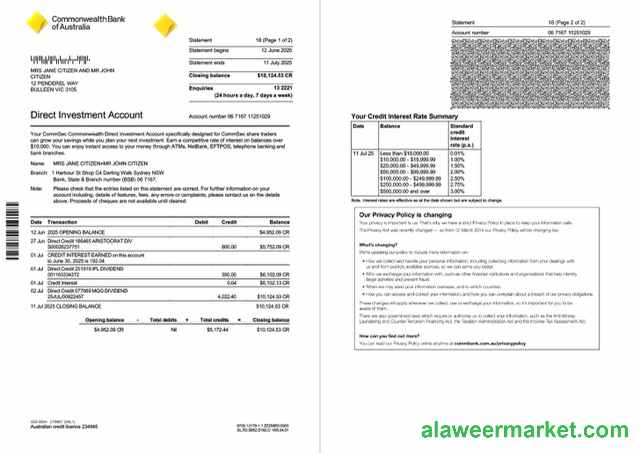 CommonwealthBank
of Australia
Statement 16 (Page 1 of 2)
Statement begins 12 June 2025
Statement ends 11 July 2025
Closing balance $10,124.53 CR
Enquiries 13 2221
(24 hours a day, 7 days a week)
MRS JANE CITIZEN AND MR JOHN
CITIZEN
12 PENDEREL WAY
BULLEEN VIC 3105
Direct Investment Account
Account number 06 7167 11251029
Your CommSec Commonwealth Direct Investment Account specifically designed for CommSec share traders
can grow your savings while you plan your next investment. Earn a competitive rate of interest on balances over
$10,000. You can enjoy instant access to your money through ATMs, NetBank, EFTPOS, telephone banking and
bank branches.
Name: MRS JANE CITIZEN+MR JOHN CITIZEN
Branch: 1 Harbour St Shop C4 Darling Walk Sydney NSW
Bank, State & Branch number (BSB) 06 7167.
Note: Please check that the entries listed on this statement are correct. For further information on your
account including; details of features, fees, any errors or complaints, please contact us on the details
above. Proceeds of cheques are not available until cleared.
Date Transaction Debit Credit Balance
12 Jun 2025 OPENING BALANCE $4,952.09 CR
27 Jun Direct Credit 186465 ARISTOCRAT DIV
S00026237751 800.00 $5,752.09 CR
01 Jul CREDIT INTEREST EARNED on this account
to June 30, 2025 is
01 Jul Direct Credit IPL DIVIDEND
350.00 $6,102.09 CR
01 Jul Credit Interest 0.04 $6,102.13 CR
02 Jul Direct Credit 077669 MQG DIVIDEND
25JUL/00822457 4,022.40 $10,124.53 CR
11 Jul 2025 CLOSING BALANCE $10,124.53 CR
Opening balance - Total debits + Total credits = Closing balance
$4,952.09 CR Nil $5,172.44 $10,124.53 CR
Australian credit licence 234945
Statement 16 (Page 2 of 2)
Account number 06 7167 11251029
Your Credit Interest Rate Summary
Date Balance Standard
credit
interest
rate (p.a.)
11 Jul 25 Less than $10,000.00 0.01%
$10,000.00 - $19,999.99 1.00%
$20,000.00 - $49,999.99 1.50%
$50,000.00 - $99,999.99 2.00%
$100,000.00 - $249,999.99 2.50%
$200,000.00 - $499,999.99 2.75%
$500,000.00 and over 3.00%
Note. Interest rates are effective as at the date shown but are subject to change.
Our Privacy Policy is changing
Your privacy is important to us. That's why we have a strict Privacy Policy in place to keep your information safe.
The Privacy Act was recently changed — so from 12 March 2014 our Privacy Policy will be changing too.
What's changing?
We're updating our policy to include more information on:
• How we collect and handle your personal information, including collecting information from your dealings with
us and from publicly available sources, so we can serve you better.
• Who we exchange your information with, such as other financial institutions and organisations that help identify
illegal activities and prevent fraud.
• When we may send your information overseas, and to which countries.
• How you can access and correct your information, and how you can complain about a breach of our privacy obligations.
These changes will apply whenever we collect, use or exchange your information, so it's important for you to be
aware of them.
There are also government laws which require or authorise us to collect your information, such as the Anti-Money
Laundering and Counter-Terrorism Financing Act, the Taxation Administration Act and the Income Tax Assessment Act.
How can you find out more?
You can read our Privacy Policy online anytime at commbank.com.au/privacypolicy
alaweermarket.com